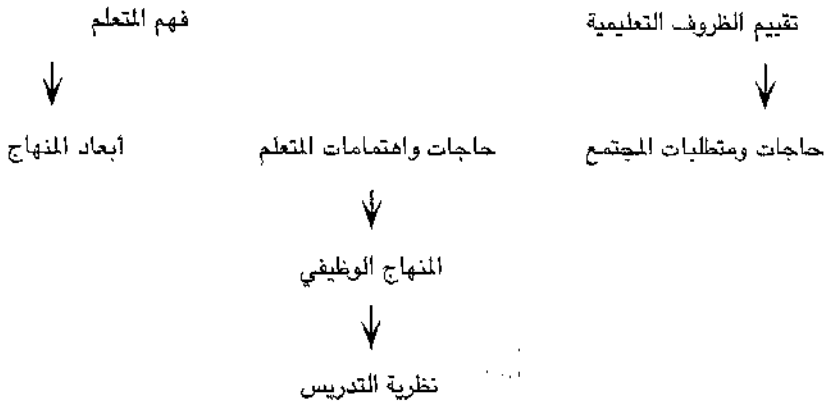 تقييم الظروف التعليمية فهم المتعلم
حاجات ومتطلبات المجتمع حاجات واهتمامات المتعلم أبعاد المنهاج
المنهاج الوظيفي
نظرية التدريس